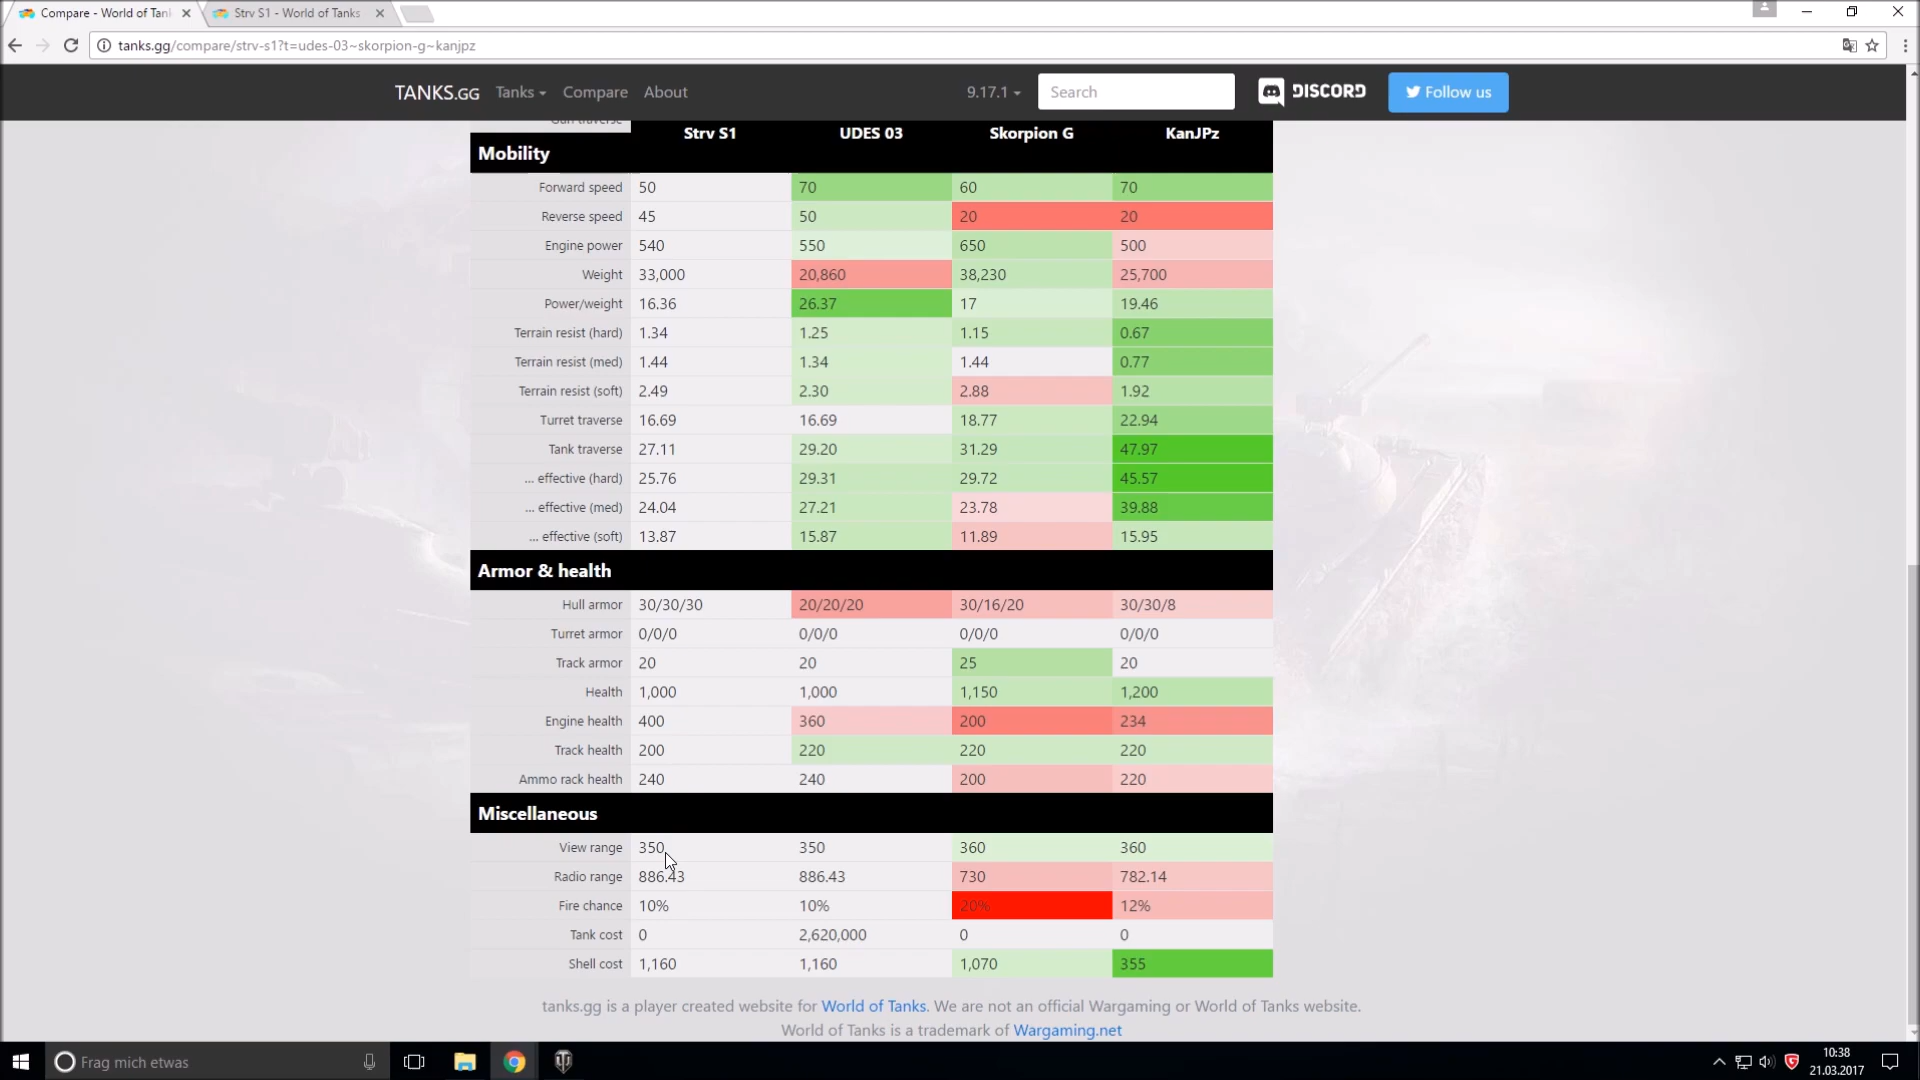 Compare - World of Tan
Strv S1 - World of Tanks
tanks.gg/compare/strv-s1?t=udes-03~skorpion-g~kanjpz
TANKS.GG Tanks Compare About 9.17.1 Search DISCORD Follow us
Gun traverse
Strv S1 UDES 03 Skorpion G KanJPz
Mobility
Forward speed 50 70 60 70
Reverse speed 45 50 20 20
Engine power 540 550 650 500
Weight 33,000 20,860 38,230 25,700
Power/weight 16.36 26.37 17 19.46
Terrain resist (hard) 1.34 1.25 1.15 0.67
Terrain resist (med) 1.44 1.34 1.44 0.77
Terrain resist (soft) 2.49 2.30 2.88 1.92
Turret traverse 16.69 16.69 18.77 22.94
Tank traverse 27.11 29.20 31.29 47.97
... effective (hard) 25.76 29.31 29.72 45.57
... effective (med) 24.04 27.21 23.78 39.88
... effective (soft) 13.87 15.87 11.89 15.95
Armor & health
Hull armor 30/30/30 20/20/20 30/16/20 30/30/8
Turret armor 0/0/0 0/0/0 0/0/0 0/0/0
Track armor 20 20 25 20
Health 1,000 1,000 1,150 1,200
Engine health 400 360 200 234
Track health 200 220 220 220
Ammo rack health 240 240 200 220
Miscellaneous
View range 350 350 360 360
Radio range 886.43 886.43 730 782.14
Fire chance 10% 10% 20% 12%
Tank cost 0 2,620,000 0 0
Shell cost 1,160 1,160 1,070 355
tanks.gg is a player created website for World of Tanks. We are not an official Wargaming or World of Tanks website.
World of Tanks is a trademark of Wargaming.net
Frag mich etwas
10:38
21.03.2017